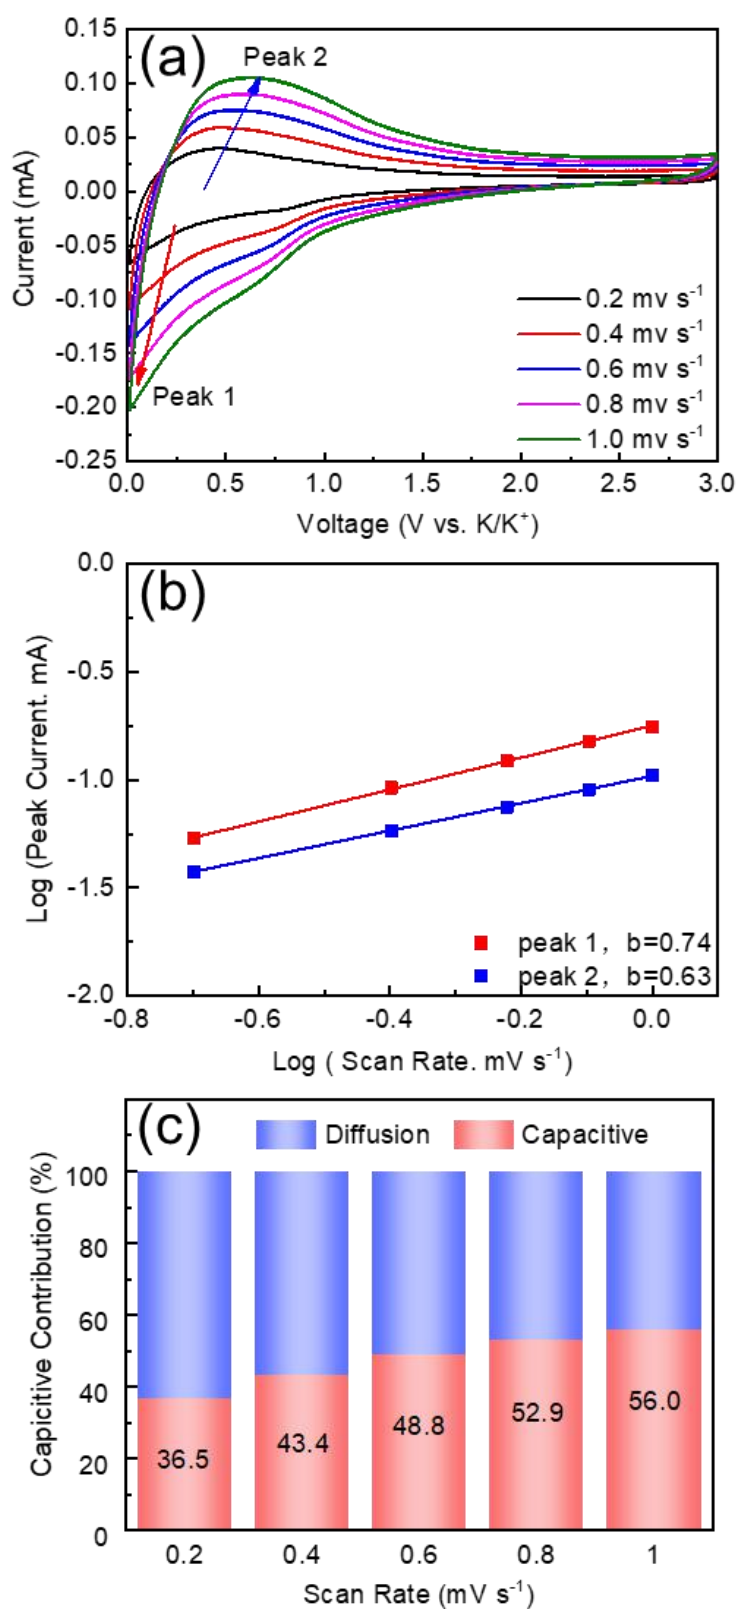 (a)
Peak 2
0.15
0.10
0.05
0.00
-0.05
-0.10
-0.15
-0.20
-0.25
Current (mA)
Peak 1
0.2 mv s⁻¹
0.4 mv s⁻¹
0.6 mv s⁻¹
0.8 mv s⁻¹
1.0 mv s⁻¹
0.0 0.5 1.0 1.5 2.0 2.5 3.0
Voltage (V vs. K/K⁺)
(b)
0.0
-0.5
-1.0
-1.5
-2.0
Log (Peak Current. mA)
peak 1, b=0.74
peak 2, b=0.63
-0.8 -0.6 -0.4 -0.2 0.0
Log ( Scan Rate. mV s⁻¹)
(c)
Diffusion Capacitive
100
80
60
40
20
0
Capicitive Contribution (%)
36.5 43.4 48.8 52.9 56.0
0.2 0.4 0.6 0.8 1
Scan Rate (mV s⁻¹)